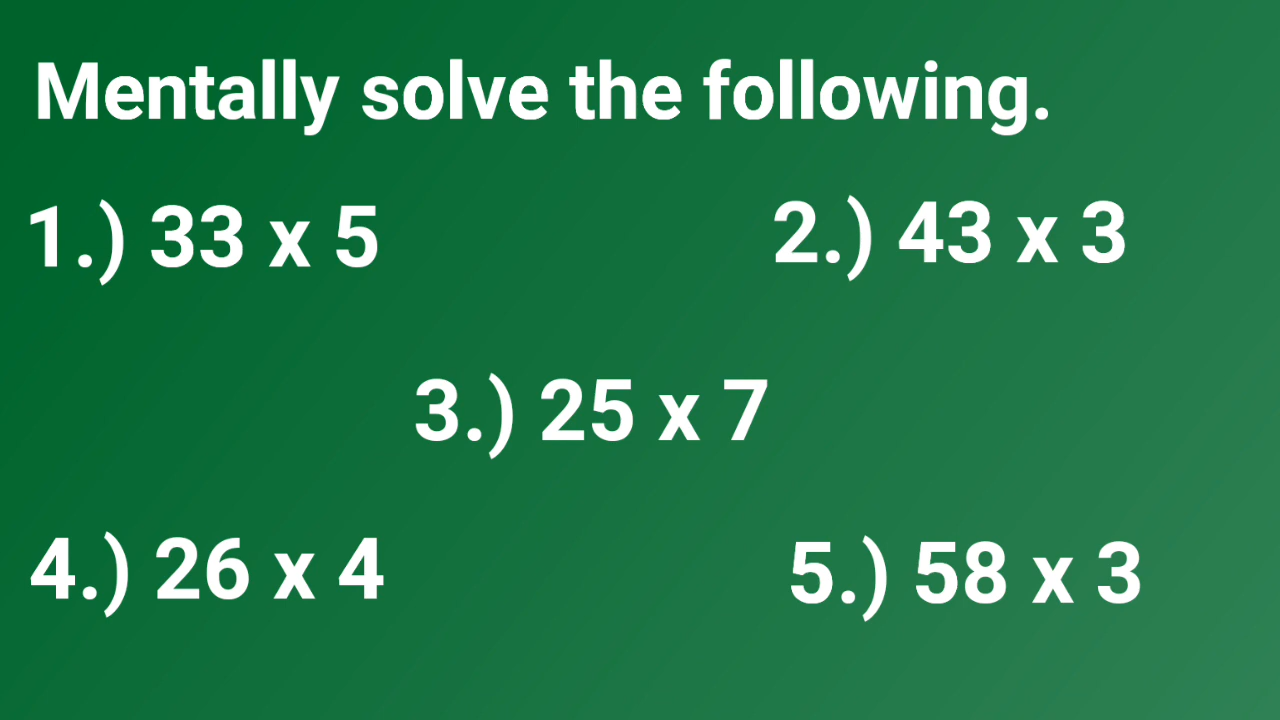 Mentally solve the following.
1.) 33 x 5
2.) 43 x 3
3.) 25 x 7
4.) 26 x 4
5.) 58 x 3